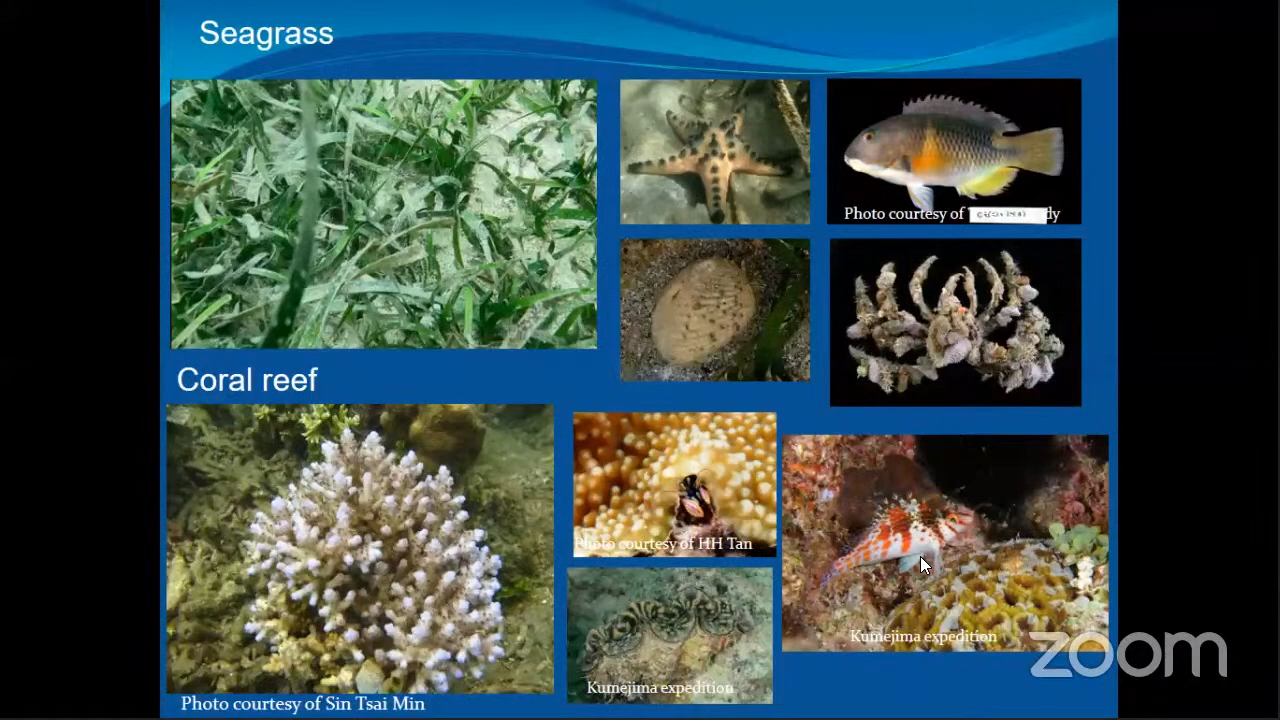 Seagrass
Photo courtesy of dy
Coral reef
Photo courtesy of HH Tan
Kumejima expedition
Kumejima expedition
Photo courtesy of Sin Tsai Min
zoom